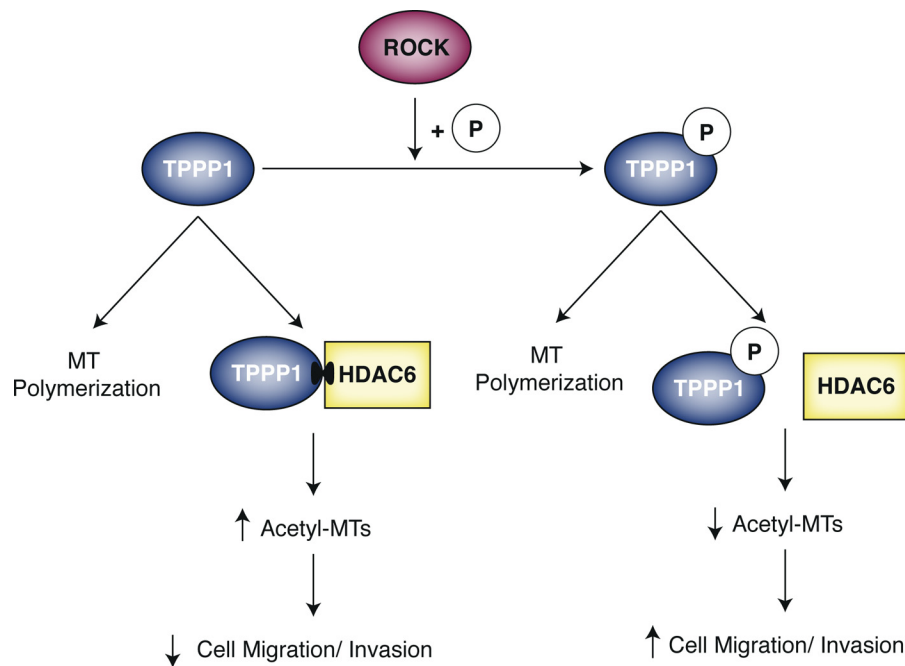 ROCK
+ P
TPPP1
TPPP1
P
MT
Polymerization
TPPP1
HDAC6
MT
Polymerization
TPPP1
P
HDAC6
↑ Acetyl-MTs
↓ Acetyl-MTs
↓ Cell Migration/ Invasion
↑ Cell Migration/ Invasion